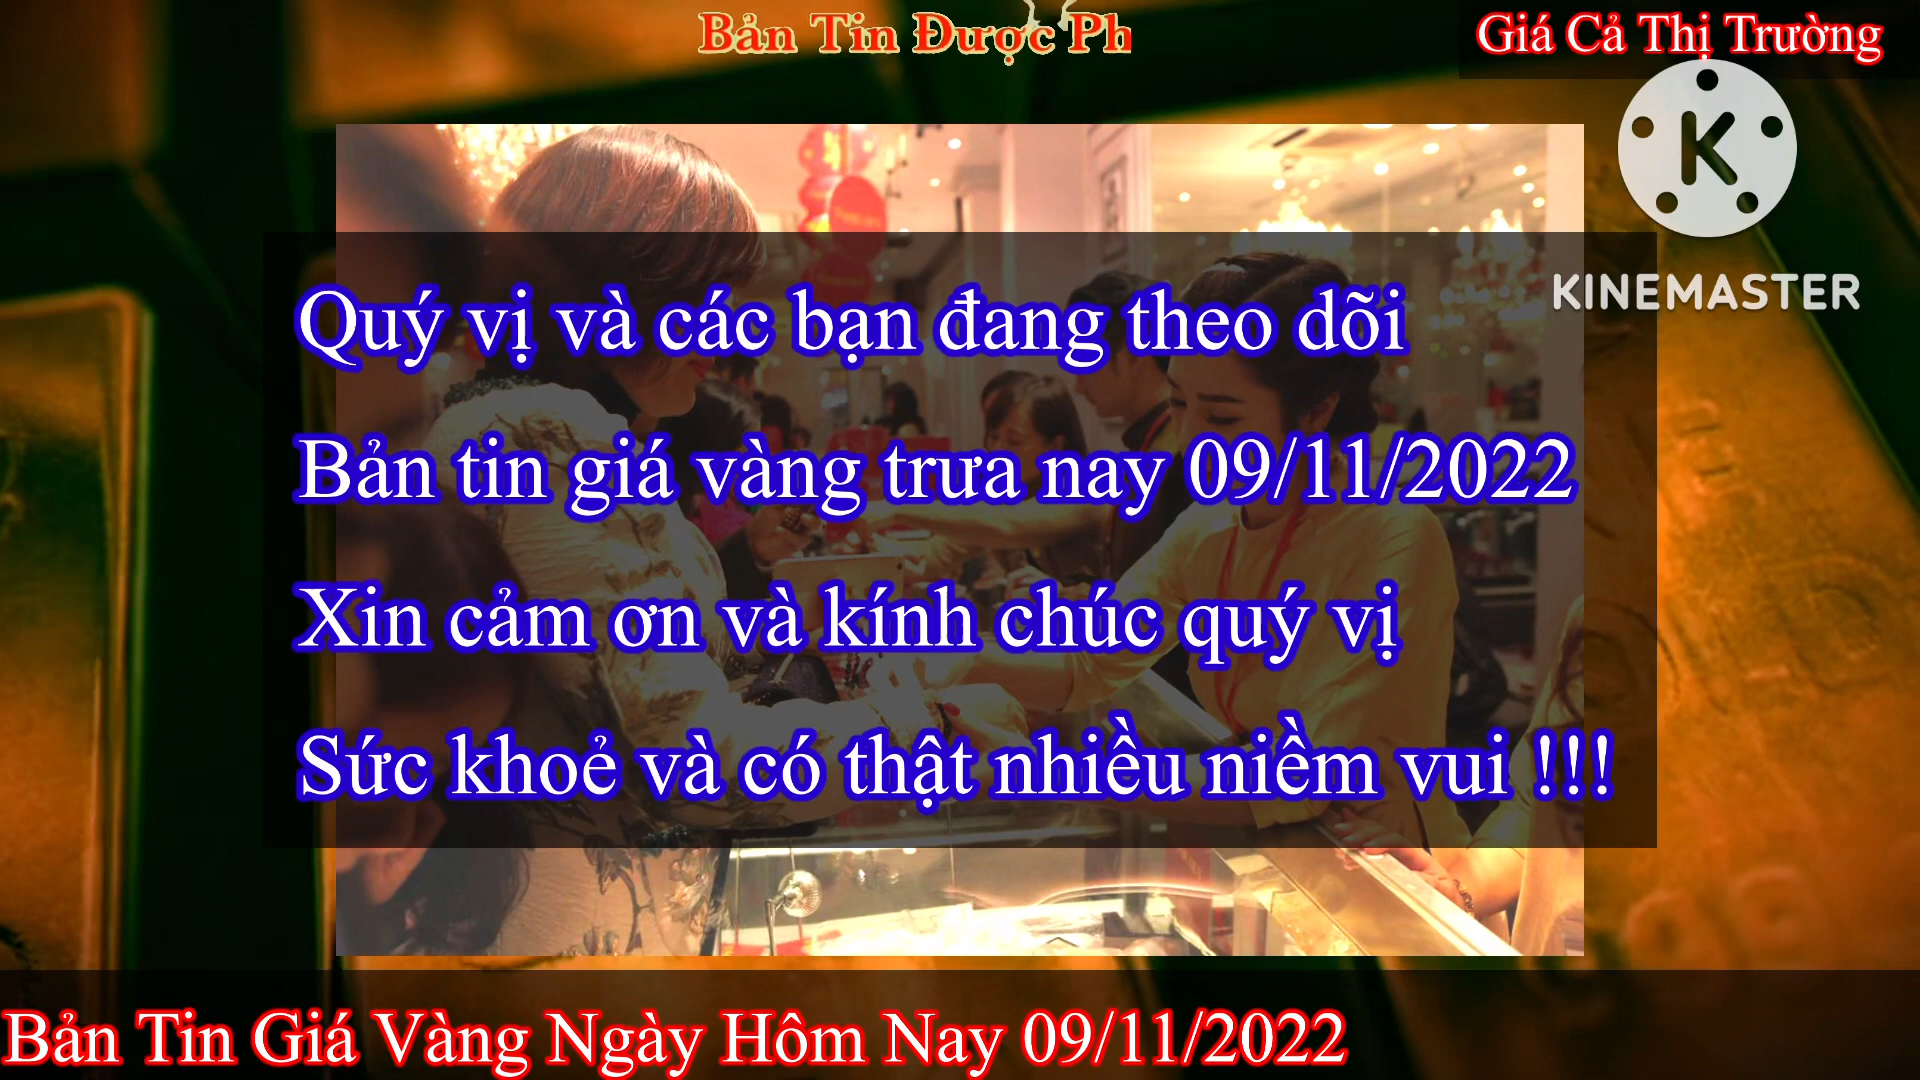 Bản Tin Được Ph
Giá Cả Thị Trường
K
KINEMASTER
Quý vị và các bạn đang theo dõi
Bản tin giá vàng trưa nay 09/11/2022
Xin cảm ơn và kính chúc quý vị
Sức khoẻ và có thật nhiều niềm vui !!!
Bản Tin Giá Vàng Ngày Hôm Nay 09/11/2022